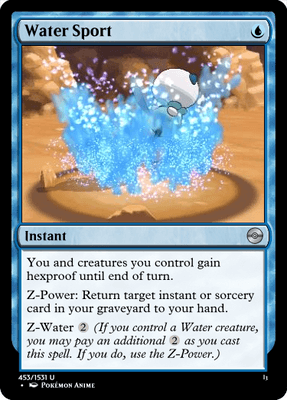 Water Sport
Instant
You and creatures you control gain
hexproof until end of turn.
Z-Power: Return target instant or sorcery
card in your graveyard to your hand.
Z-Water 2 (If you control a Water creature,
you may pay an additional 2 as you cast
this spell. If you do, use the Z-Power.)
453/1531 U
• Pokémon Anime